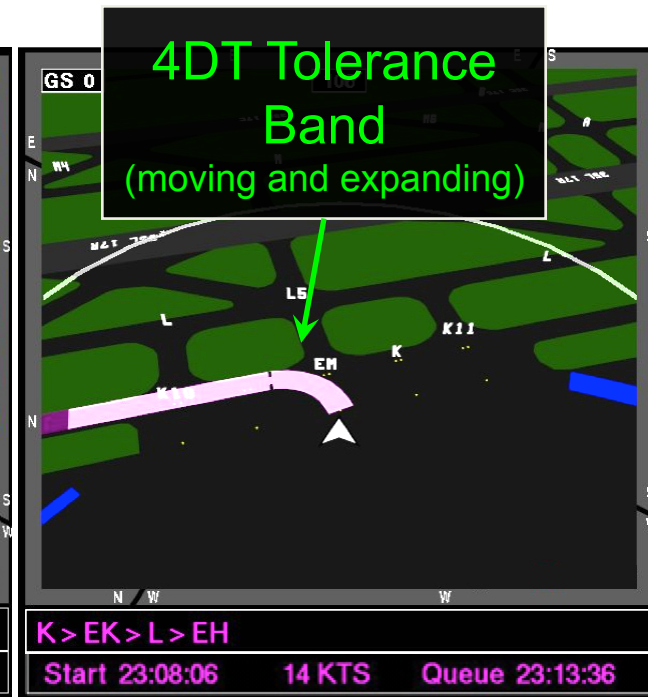 4DT Tolerance
Band
(moving and expanding)
E
S
GS 0
E
N
M4
L
L5
L
K11
K
EM
K10
N
S
S
W
N
W
W
K > EK > L > EH
Start 23:08:06 14 KTS Queue 23:13:36